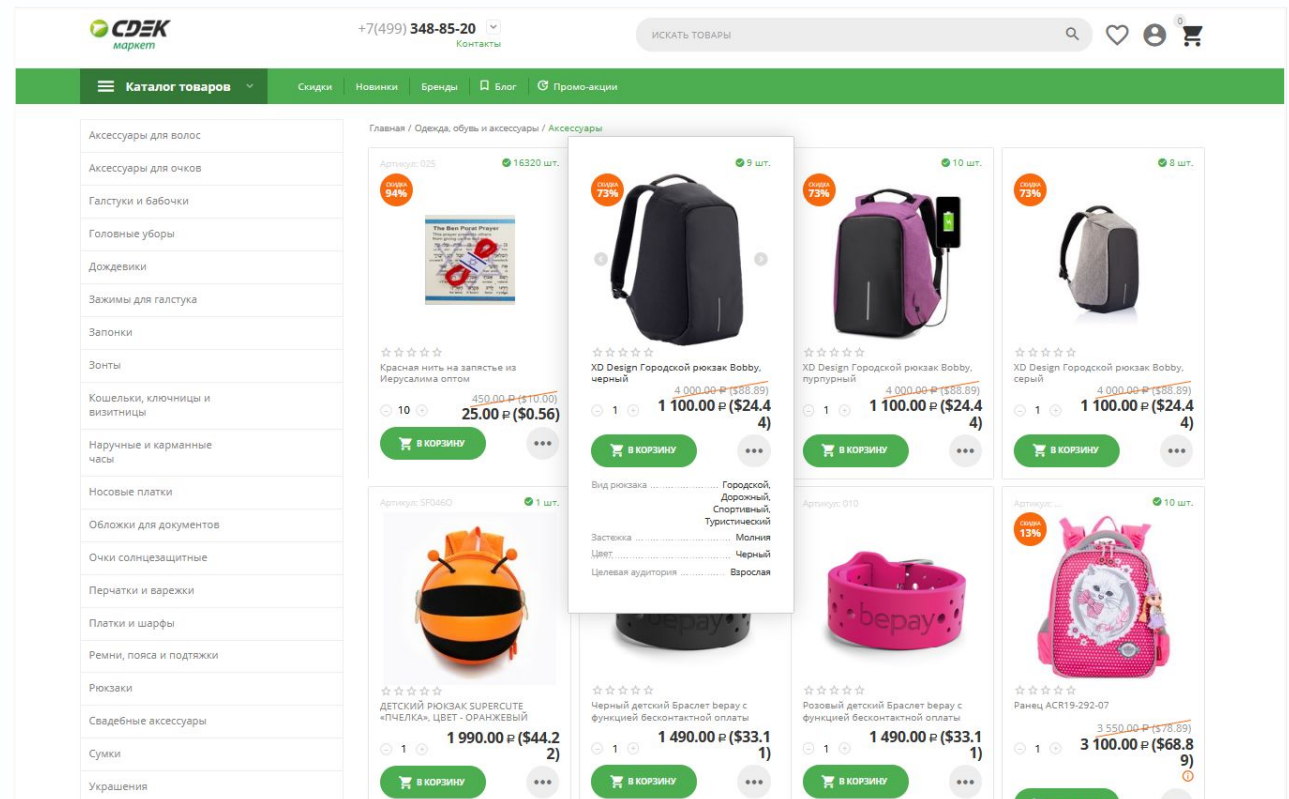 CDEK
маркет
+7(499) 348-85-20
Контакты
ИСКАТЬ ТОВАРЫ
0
Каталог товаров
Скидки
Новинки
Бренды
Блог
Промо-акции
Аксессуары для волос
Аксессуары для очков
Галстуки и бабочки
Головные уборы
Дождевики
Зажимы для галстука
Запонки
Зонты
Кошельки, ключницы и
визитницы
Наручные и карманные
часы
Носовые платки
Обложки для документов
Очки солнцезащитные
Перчатки и варежки
Платки и шарфы
Ремни, пояса и подтяжки
Рюкзаки
Свадебные аксессуары
Сумки
Украшения
Главная / Одежда, обувь и аксессуары / Аксессуары
Артикул: 025
16320 шт.
СКИДКА
94%
The Ben Porat Prayer
Красная нить на запястье из
Иерусалима оптом
450.00 ₽ ($10.00)
10
25.00 ₽ ($0.56)
В КОРЗИНУ
9 шт.
СКИДКА
73%
XD Design Городской рюкзак Bobby,
черный
4 000.00 ₽ ($88.89)
1
1 100.00 ₽ ($24.4
4)
В КОРЗИНУ
Вид рюкзака ................... Городской,
Дорожный,
Спортивный,
Туристический
Застежка ........................ Молния
Цвет .............................. Черный
Целевая аудитория ............. Взрослая
10 шт.
СКИДКА
73%
XD Design Городской рюкзак Bobby,
пурпурный
4 000.00 ₽ ($88.89)
1
1 100.00 ₽ ($24.4
4)
В КОРЗИНУ
8 шт.
СКИДКА
73%
XD Design Городской рюкзак Bobby,
серый
4 000.00 ₽ ($88.89)
1
1 100.00 ₽ ($24.4
4)
В КОРЗИНУ
Артикул: SF046O
1 шт.
ДЕТСКИЙ РЮКЗАК SUPERCUTE
«ПЧЕЛКА», ЦВЕТ - ОРАНЖЕВЫЙ
1
1 990.00 ₽ ($44.2
2)
В КОРЗИНУ
bepay
Черный детский Браслет bepay с
функцией бесконтактной оплаты
1
1 490.00 ₽ ($33.1
1)
В КОРЗИНУ
Артикул: 010
bepay
Розовый детский Браслет bepay с
функцией бесконтактной оплаты
1
1 490.00 ₽ ($33.1
1)
В КОРЗИНУ
Артикул: ...
10 шт.
СКИДКА
13%
Ранец ACR19-292-07
3 550.00 ₽ ($78.89)
1
3 100.00 ₽ ($68.8
9)